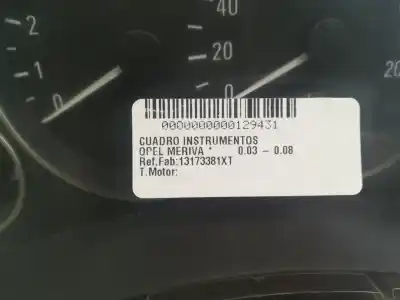 40
2
20
1
0
0
20
0000000000129431
CUADRO INSTRUMENTOS
OPEL MERIVA * 0.03 - 0.08
Ref,Fab:13173381XT
T.Motor: